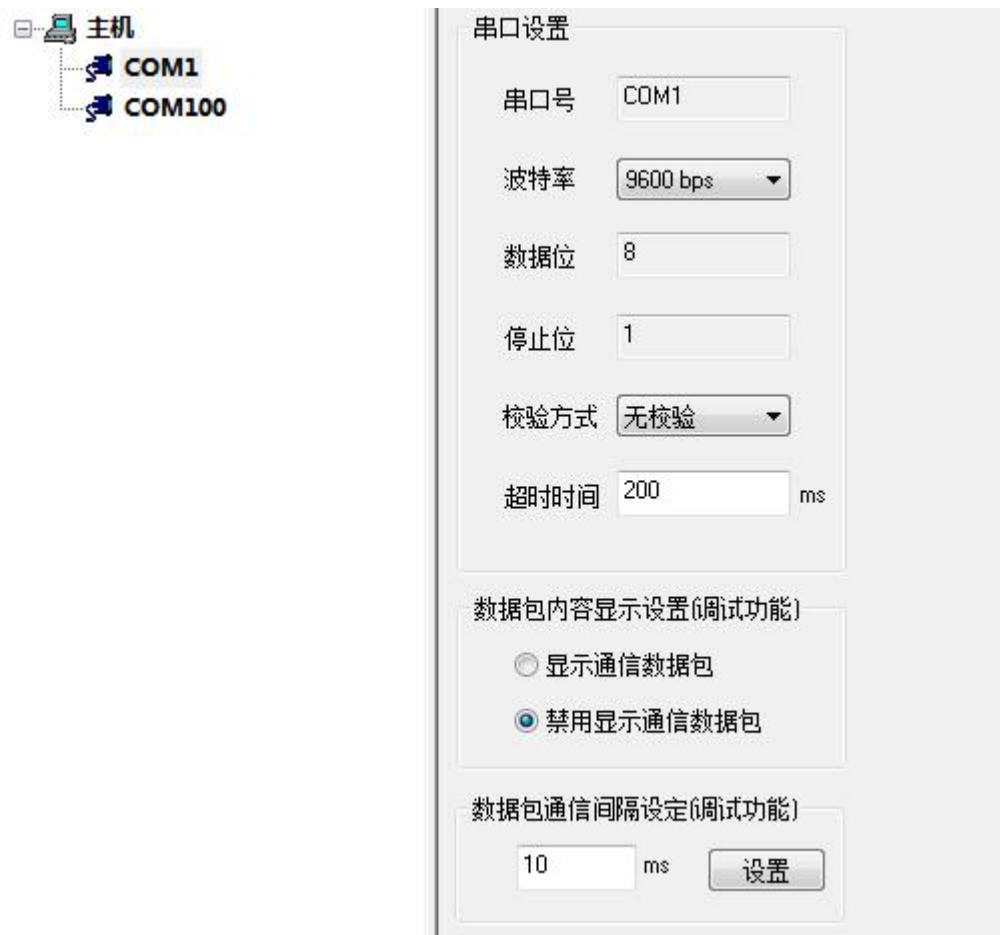 主机
COM1
COM100
串口设置
串口号 COM1
波特率 9600 bps
数据位 8
停止位 1
校验方式 无校验
超时时间 200 ms
数据包内容显示设置(调试功能)
显示通信数据包
禁用显示通信数据包
数据包通信间隔设定(调试功能)
10 ms 设置